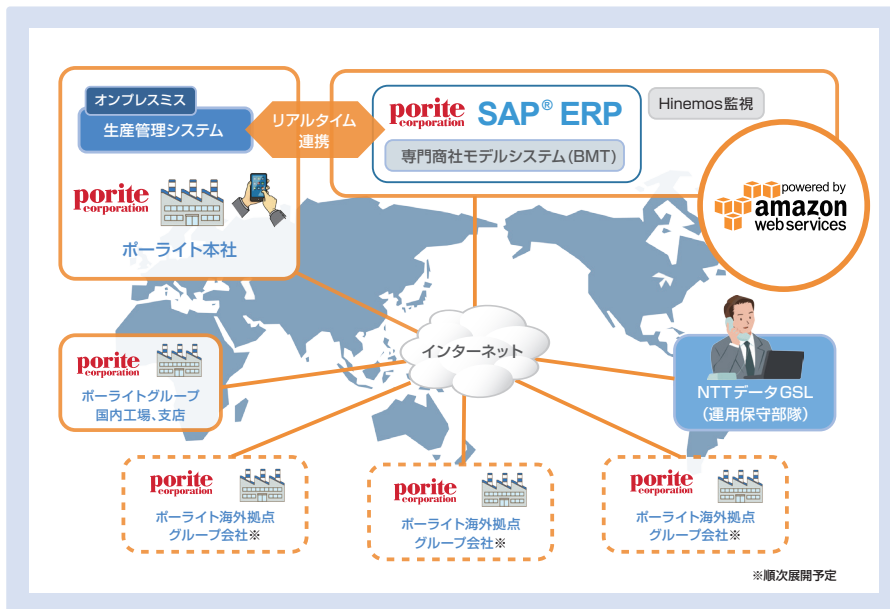 オンプレスミス
生産管理システム
リアルタイム
連携
porite
corporation
SAP® ERP
専門商社モデルシステム(BMT)
Hinemos監視
powered by
amazon
web services
porite
corporation
ポーライト本社
インターネット
porite
corporation
ポーライトグループ
国内工場、支店
NTTデータGSL
(運用保守部隊)
porite
corporation
ポーライト海外拠点
グループ会社※
porite
corporation
ポーライト海外拠点
グループ会社※
porite
corporation
ポーライト海外拠点
グループ会社※
※順次展開予定